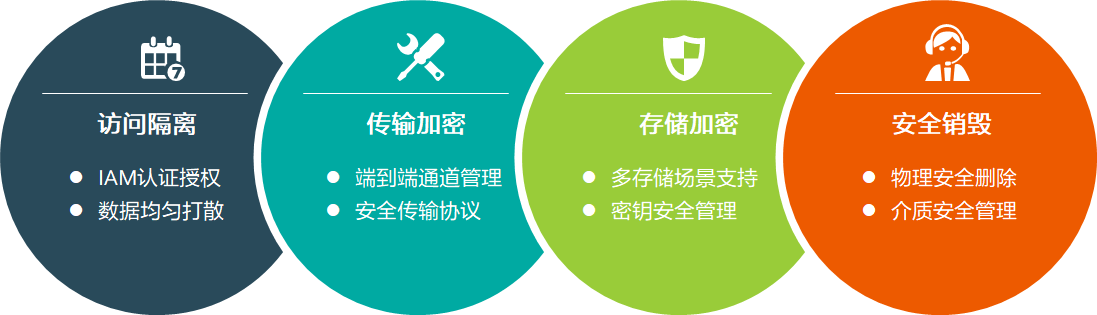 7
访问隔离
IAM认证授权
数据均匀打散
传输加密
端到端通道管理
安全传输协议
存储加密
多存储场景支持
密钥安全管理
安全销毁
物理安全删除
介质安全管理